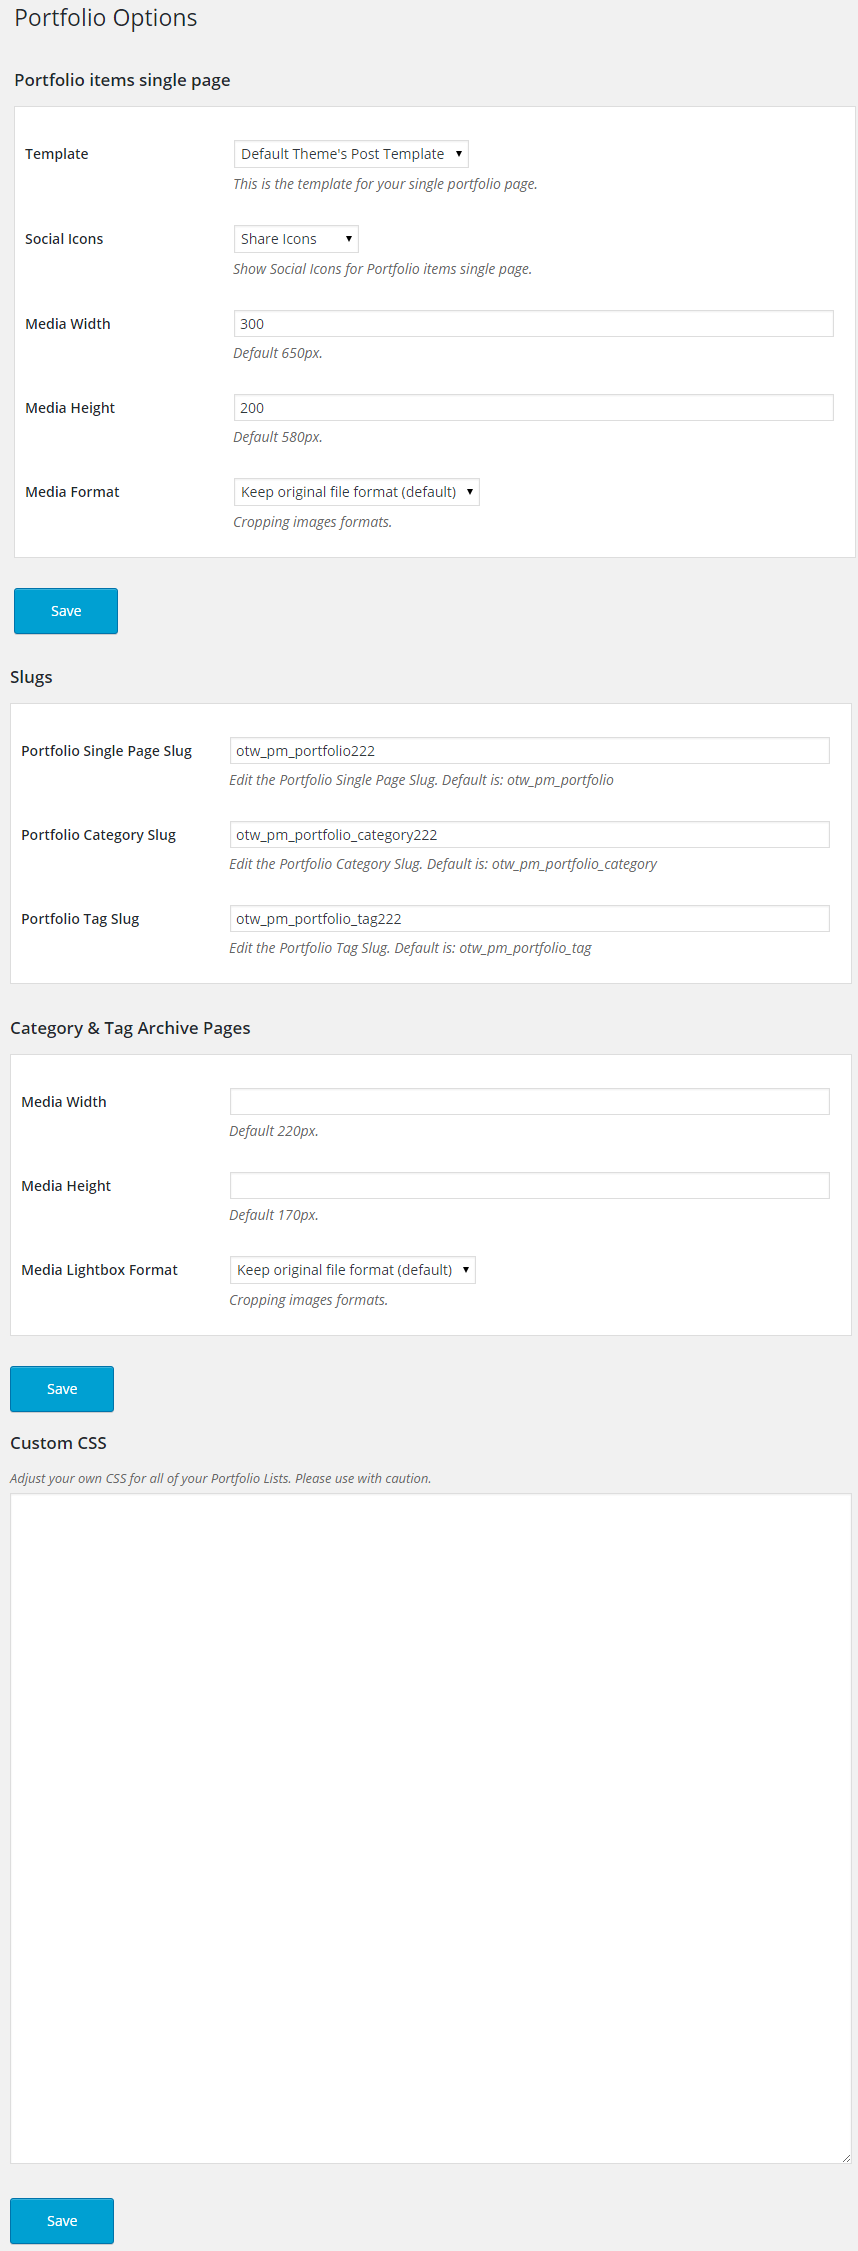 Portfolio Options
Portfolio items single page
Template
Default Theme's Post Template
This is the template for your single portfolio page.
Social Icons
Share Icons
Show Social Icons for Portfolio items single page.
Media Width
300
Default 650px.
Media Height
200
Default 580px.
Media Format
Keep original file format (default)
Cropping images formats.
Save
Slugs
Portfolio Single Page Slug
otw_pm_portfolio222
Edit the Portfolio Single Page Slug. Default is: otw_pm_portfolio
Portfolio Category Slug
otw_pm_portfolio_category222
Edit the Portfolio Category Slug. Default is: otw_pm_portfolio_category
Portfolio Tag Slug
otw_pm_portfolio_tag222
Edit the Portfolio Tag Slug. Default is: otw_pm_portfolio_tag
Category & Tag Archive Pages
Media Width
Default 220px.
Media Height
Default 170px.
Media Lightbox Format
Keep original file format (default)
Cropping images formats.
Save
Custom CSS
Adjust your own CSS for all of your Portfolio Lists. Please use with caution.
Save